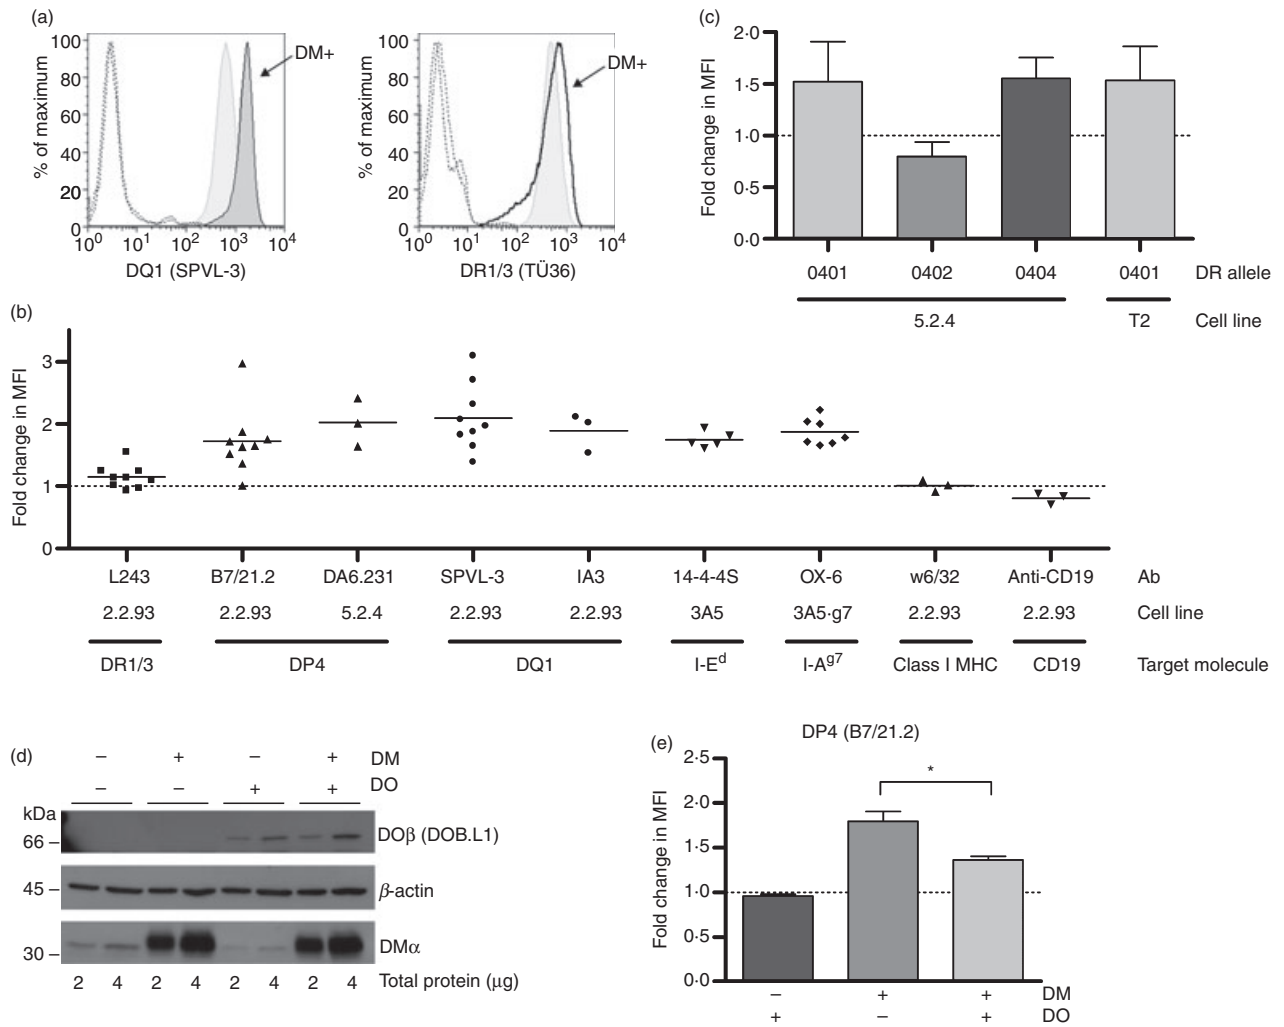 (a)
100
80
60
40
20
0
% of maximum
DM+
10⁰ 10¹ 10² 10³ 10⁴
DQ1 (SPVL-3)
100
80
60
40
20
0
% of maximum
DM+
10⁰ 10¹ 10² 10³ 10⁴
DR1/3 (TÜ36)
(c)
2·0
1·5
1·0
0·5
0·0
Fold change in MFI
0401 0402 0404 0401 DR allele
5.2.4 T2 Cell line
(b)
3
2
1
0
Fold change in MFI
L243 B7/21.2 DA6.231 SPVL-3 IA3 14-4-4S OX-6 w6/32 Anti-CD19 Ab
2.2.93 2.2.93 5.2.4 2.2.93 2.2.93 3A5 3A5·g7 2.2.93 2.2.93 Cell line
DR1/3 DP4 DQ1 I-Eᵈ I-Aᵍ⁷ Class I MHC CD19 Target molecule
(d)
– + – + DM
– – + + DO
kDa
66 – DOβ (DOB.L1)
45 – β-actin
30 – DMα
2 4 2 4 2 4 2 4 Total protein (µg)
(e)
DP4 (B7/21.2)
2·5
2·0
1·5
1·0
0·5
0·0
Fold change in MFI
*
– + + DM
+ – + DO